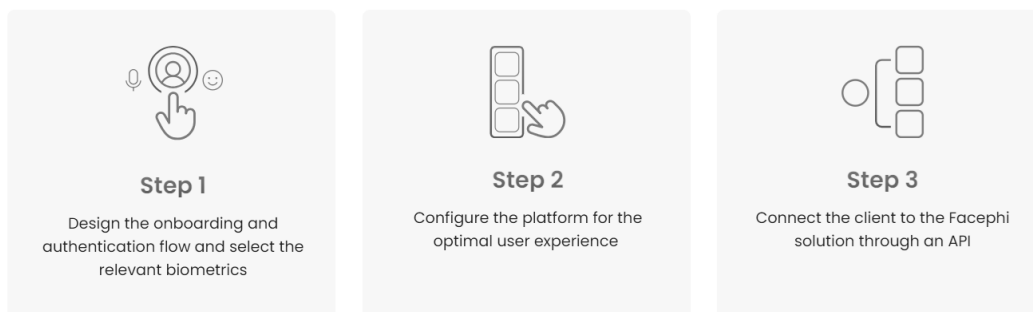 Step 1
Design the onboarding and
authentication flow and select the
relevant biometrics
Step 2
Configure the platform for the
optimal user experience
Step 3
Connect the client to the Facephi
solution through an API